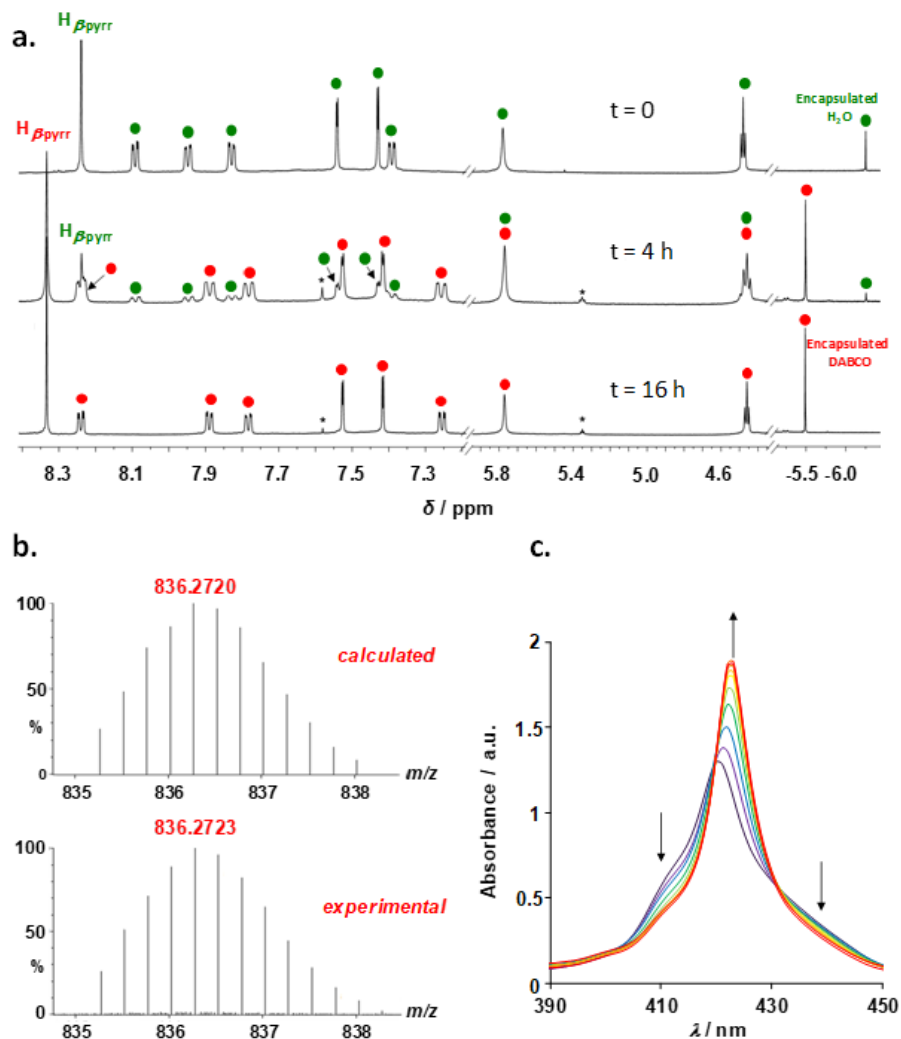 a.
H β-pyrr
Encapsulated
H₂O
t = 0
H β-pyrr
H β-pyrr
t = 4 h
*
*
Encapsulated
DABCO
t = 16 h
*
*
8.3 8.1 7.9 7.7 7.5 7.3 5.8 5.4 5.0 4.6 -5.5 -6.0
δ / ppm
b.
836.2720
100
calculated
50
%
0
835 836 837 838 m/z
836.2723
100
experimental
50
%
0
835 836 837 838 m/z
c.
2
1.5
1
0.5
0
Absorbance / a.u.
390 410 430 450
λ / nm